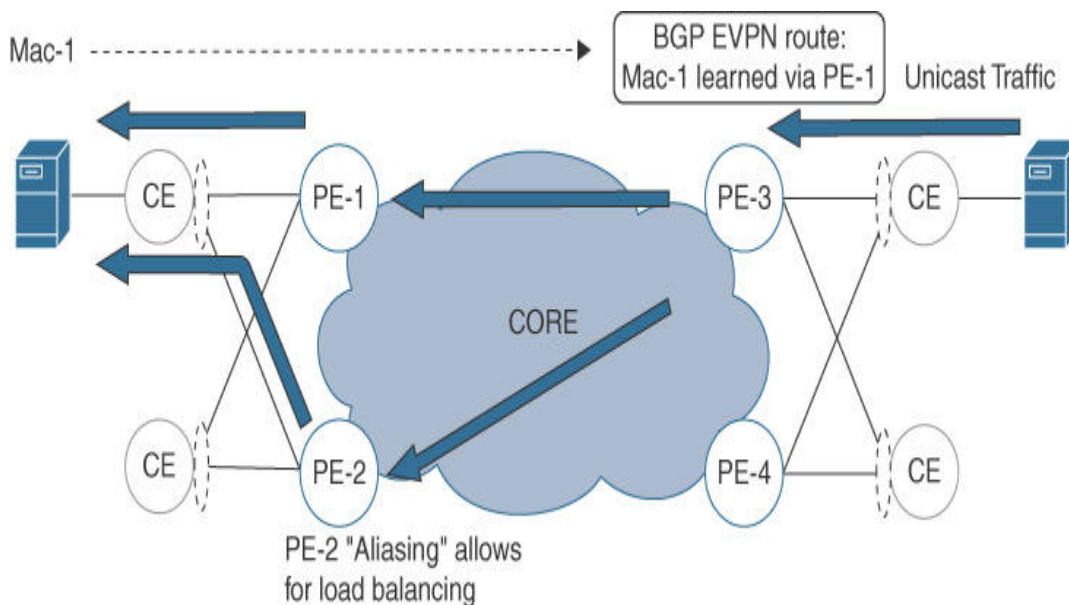 Mac-1
BGP EVPN route:
Mac-1 learned via PE-1
Unicast Traffic
CE
PE-1
PE-3
CE
CORE
CE
PE-2
PE-4
CE
PE-2 "Aliasing" allows
for load balancing